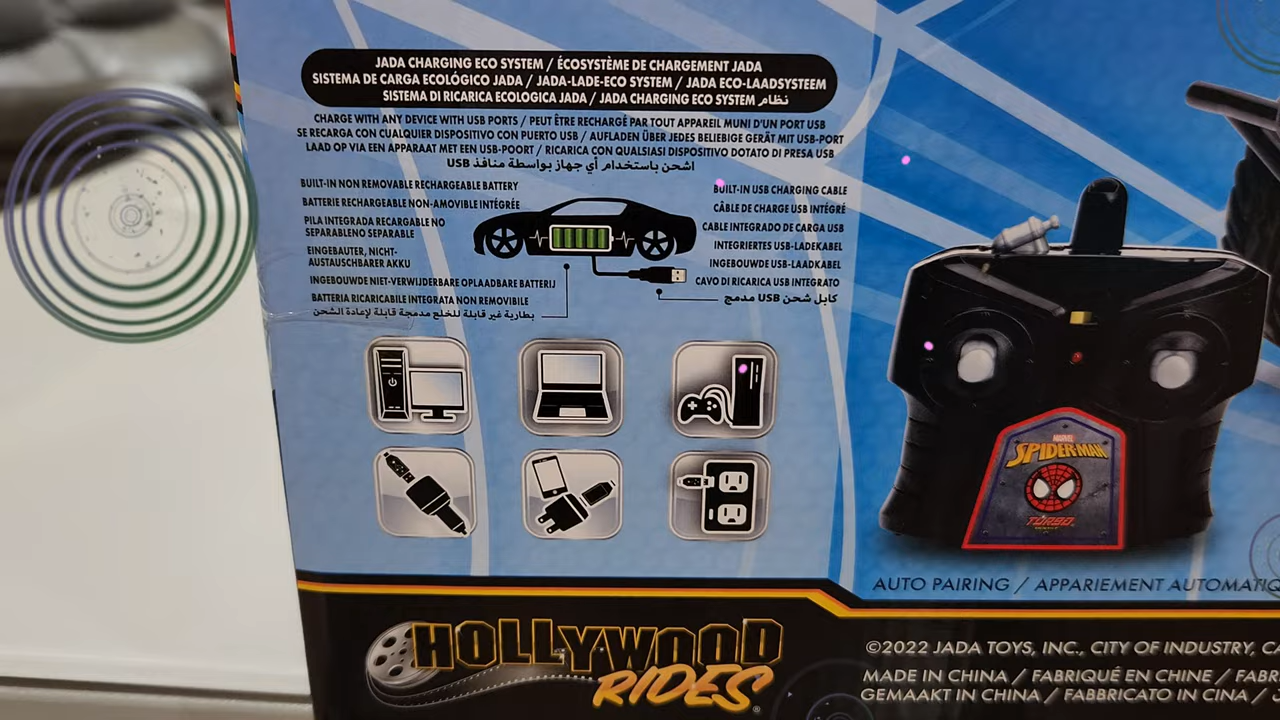 JADA CHARGING ECO SYSTEM / ÉCOSYSTÈME DE CHARGEMENT JADA
SISTEMA DE CARGA ECOLÓGICO JADA / JADA-LADE-ECO SYSTEM / JADA ECO-LAADSYSTEEM
SISTEMA DI RICARICA ECOLOGICA JADA / JADA CHARGING ECO SYSTEM نظام
CHARGE WITH ANY DEVICE WITH USB PORTS / PEUT ÊTRE RECHARGÉ PAR TOUT APPAREIL MUNI D'UN PORT USB
SE RECARGA CON CUALQUIER DISPOSITIVO CON PUERTO USB / AUFLADEN ÜBER JEDES BELIEBIGE GERÄT MIT USB-PORT
LAAD OP VIA EEN APPARAAT MET EEN USB-POORT / RICARICA CON QUALSIASI DISPOSITIVO DOTATO DI PRESA USB
اشحن باستخدام أي جهاز بواسطة منافذ USB
BUILT-IN NON REMOVABLE RECHARGEABLE BATTERY
BATTERIE RECHARGEABLE NON-AMOVIBLE INTÉGRÉE
PILA INTEGRADA RECARGABLE NO
SEPARABLENO SEPARABLE
EINGEBAUTER, NICHT-
AUSTAUSCHBARER AKKU
INGEBOUWDE NIET-VERWIJDERBARE OPLAADBARE BATTERIJ
BATTERIA RICARICABILE INTEGRATA NON REMOVIBILE
بطارية غير قابلة للخلع مدمجة قابلة لإعادة الشحن
BUILT-IN USB CHARGING CABLE
CÂBLE DE CHARGE USB INTÉGRÉ
CABLE INTEGRADO DE CARGA USB
INTEGRIERTES USB-LADEKABEL
INGEBOUWDE USB-LAADKABEL
CAVO DI RICARICA USB INTEGRATO
كابل شحن USB مدمج
MARVEL
SPIDER-MAN
TURBO
AUTO PAIRING / APPARIEMENT AUTOMATIQ
HOLLYWOOD
RIDES
©2022 JADA TOYS, INC., CITY OF INDUSTRY, CA
MADE IN CHINA / FABRIQUÉ EN CHINE / FABR
GEMAAKT IN CHINA / FABBRICATO IN CINA /